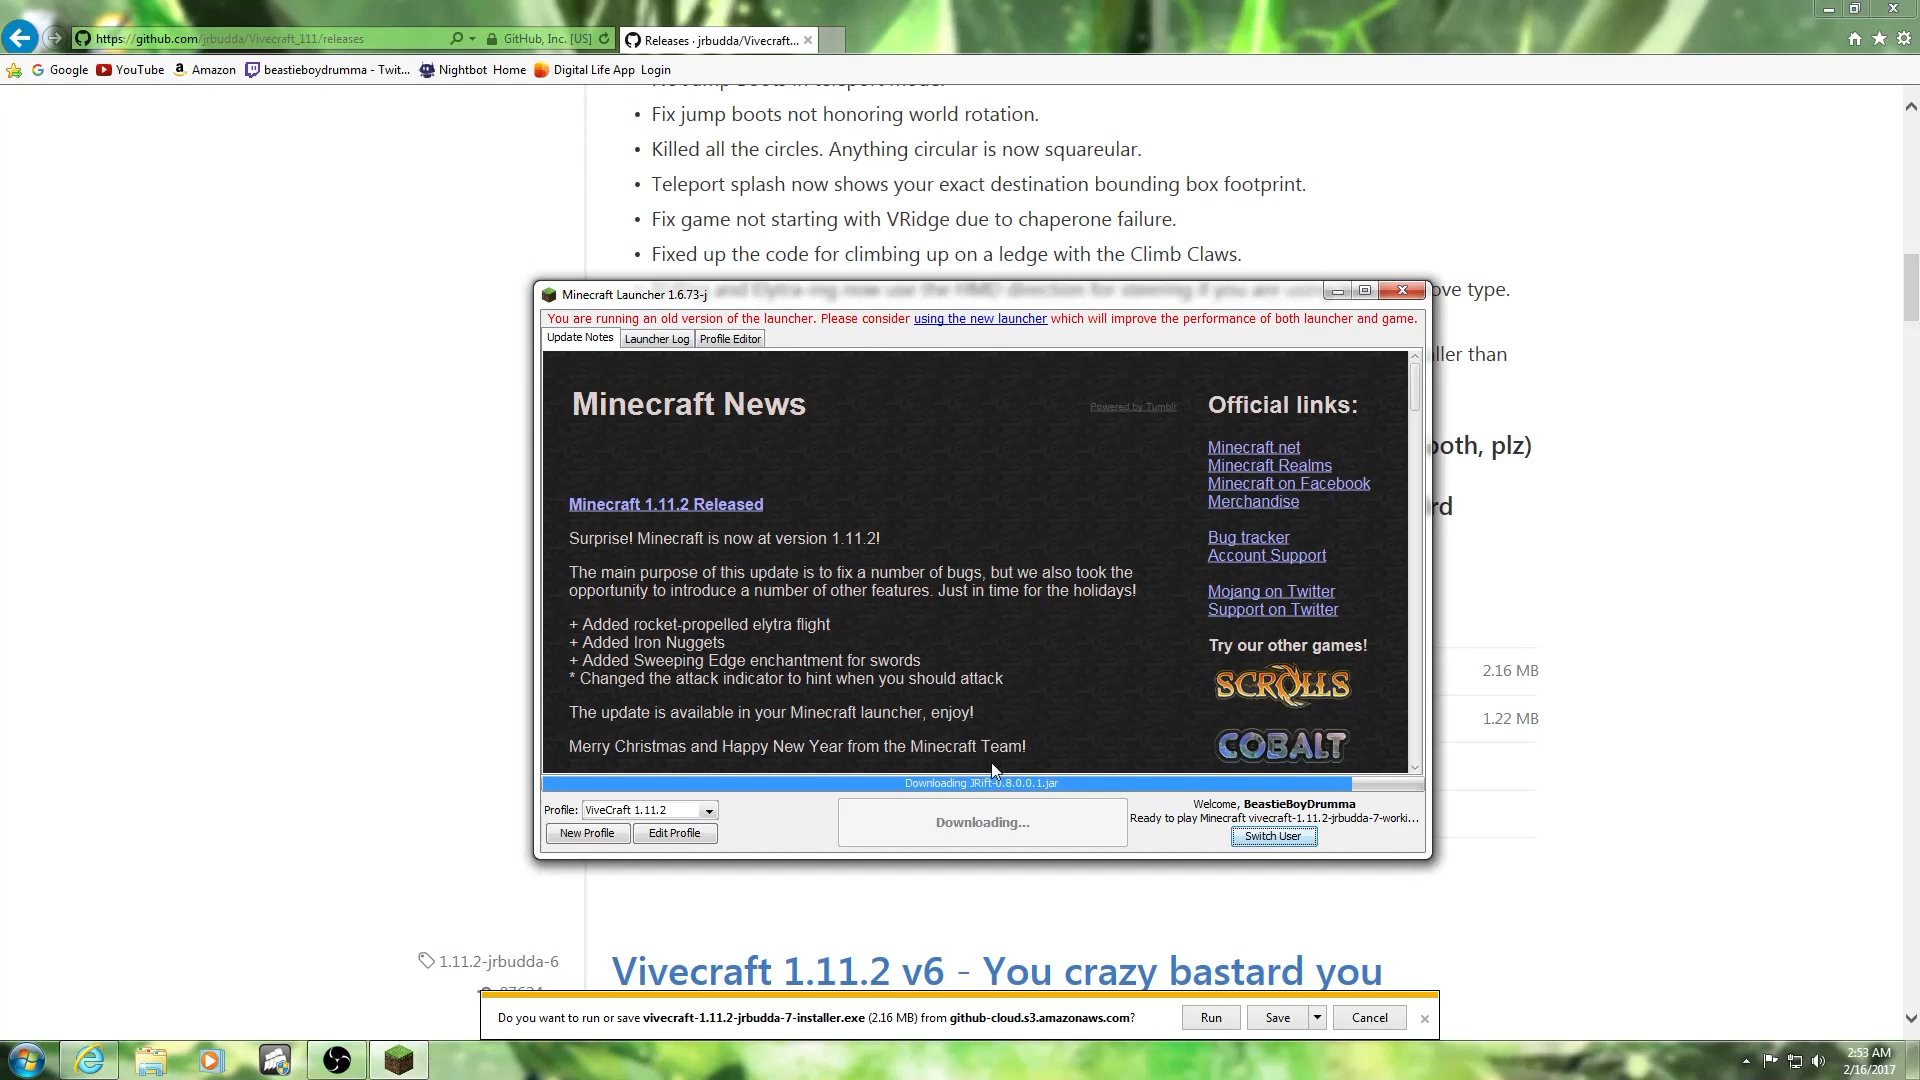 https://github.com/jrbudda/Vivecraft_111/releases
GitHub, Inc. [US]
Releases · jrbudda/Vivecraft...
Google
YouTube
Amazon
beastieboydrumma - Twit...
Nightbot
Home
Digital Life App
Login
• Fix jump boots not honoring world rotation.
• Killed all the circles. Anything circular is now squareular.
• Teleport splash now shows your exact destination bounding box footprint.
• Fix game not starting with VRidge due to chaperone failure.
• Fixed up the code for climbing up on a ledge with the Climb Claws.
ove type.
Minecraft Launcher 1.6.73-j
You are running an old version of the launcher. Please consider using the new launcher which will improve the performance of both launcher and game.
Update Notes
Launcher Log
Profile Editor
ller than
Minecraft News
Powered by Tumblr
Official links:
Minecraft.net
Minecraft Realms
Minecraft on Facebook
Merchandise
both, plz)
Minecraft 1.11.2 Released
rd
Surprise! Minecraft is now at version 1.11.2!
Bug tracker
Account Support
The main purpose of this update is to fix a number of bugs, but we also took the
opportunity to introduce a number of other features. Just in time for the holidays!
Mojang on Twitter
Support on Twitter
+ Added rocket-propelled elytra flight
+ Added Iron Nuggets
+ Added Sweeping Edge enchantment for swords
* Changed the attack indicator to hint when you should attack
Try our other games!
SCROLLS
2.16 MB
The update is available in your Minecraft launcher, enjoy!
1.22 MB
Merry Christmas and Happy New Year from the Minecraft Team!
COBALT
Downloading JRift-0.8.0.0.1.jar
Profile:
ViveCraft 1.11.2
New Profile
Edit Profile
Downloading...
Welcome, BeastieBoyDrumma
Ready to play Minecraft vivecraft-1.11.2-jrbudda-7-worki...
Switch User
1.11.2-jrbudda-6
Vivecraft 1.11.2 v6 - You crazy bastard you
Do you want to run or save vivecraft-1.11.2-jrbudda-7-installer.exe (2.16 MB) from github-cloud.s3.amazonaws.com?
Run
Save
Cancel
2:53 AM
2/16/2017